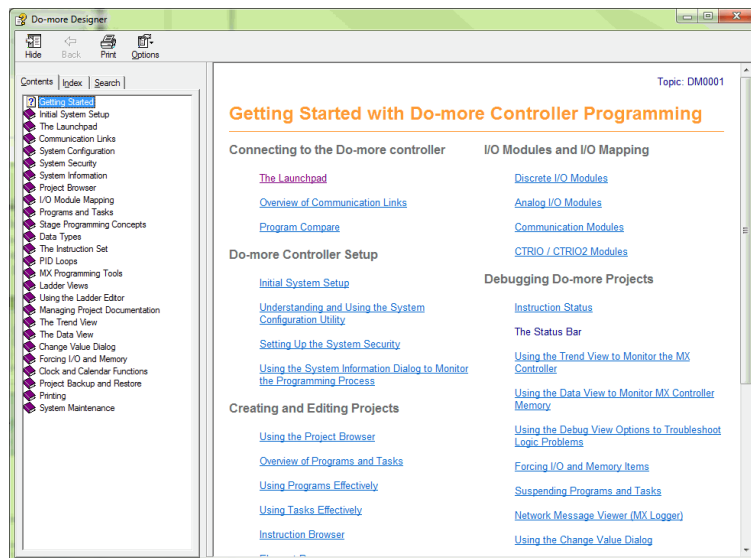 Do-more Designer
Hide
Back
Print
Options
Contents
Index
Search
Getting Started
Initial System Setup
The Launchpad
Communication Links
System Configuration
System Security
System Information
Project Browser
I/O Module Mapping
Programs and Tasks
Stage Programming Concepts
Data Types
The Instruction Set
PID Loops
MX Programming Tools
Ladder Views
Using the Ladder Editor
Managing Project Documentation
The Trend View
The Data View
Change Value Dialog
Forcing I/O and Memory
Clock and Calendar Functions
Project Backup and Restore
Printing
System Maintenance
Topic: DM0001
Getting Started with Do-more Controller Programming
Connecting to the Do-more controller
The Launchpad
Overview of Communication Links
Program Compare
Do-more Controller Setup
Initial System Setup
Understanding and Using the System
Configuration Utility
Setting Up the System Security
Using the System Information Dialog to Monitor
the Programming Process
Creating and Editing Projects
Using the Project Browser
Overview of Programs and Tasks
Using Programs Effectively
Using Tasks Effectively
Instruction Browser
I/O Modules and I/O Mapping
Discrete I/O Modules
Analog I/O Modules
Communication Modules
CTRIO / CTRIO2 Modules
Debugging Do-more Projects
Instruction Status
The Status Bar
Using the Trend View to Monitor the MX
Controller
Using the Data View to Monitor MX Controller
Memory
Using the Debug View Options to Troubleshoot
Logic Problems
Forcing I/O and Memory Items
Suspending Programs and Tasks
Network Message Viewer (MX Logger)
Using the Change Value Dialog